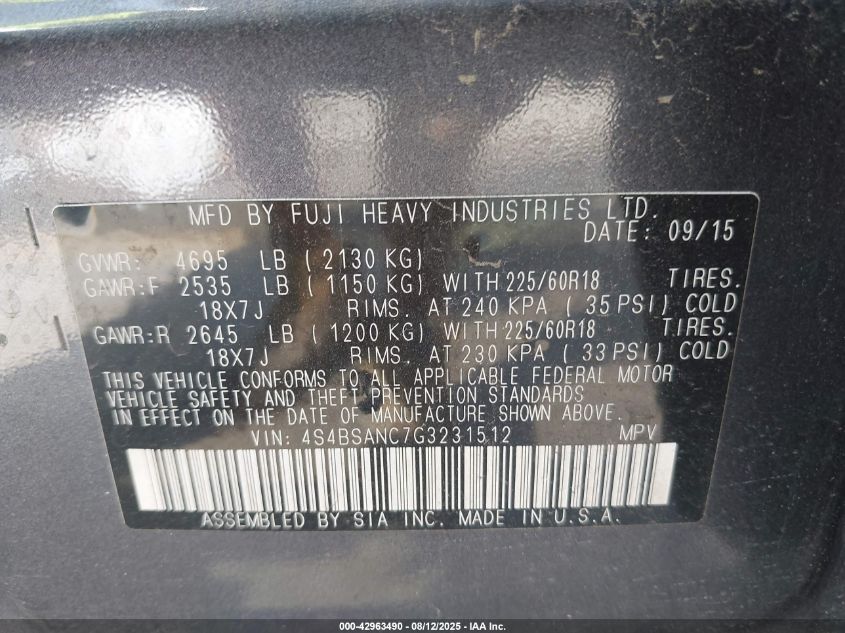 MFD BY FUJI HEAVY INDUSTRIES LTD.
DATE: 09/15
GVWR: 4695 LB ( 2130 KG)
GAWR:F 2535 LB ( 1150 KG) WITH 225/60R18 TIRES.
18X7J RIMS. AT 240 KPA ( 35 PSI) COLD
GAWR:R 2645 LB ( 1200 KG) WITH 225/60R18 TIRES.
18X7J RIMS. AT 230 KPA ( 33 PSI) COLD
THIS VEHICLE CONFORMS TO ALL APPLICABLE FEDERAL MOTOR
VEHICLE SAFETY AND THEFT PREVENTION STANDARDS
IN EFFECT ON THE DATE OF MANUFACTURE SHOWN ABOVE.
VIN: 4S4BSANC7G3231512 MPV
ASSEMBLED BY SIA INC. MADE IN U.S.A.
000-42963490 - 08/12/2025 - IAA Inc.